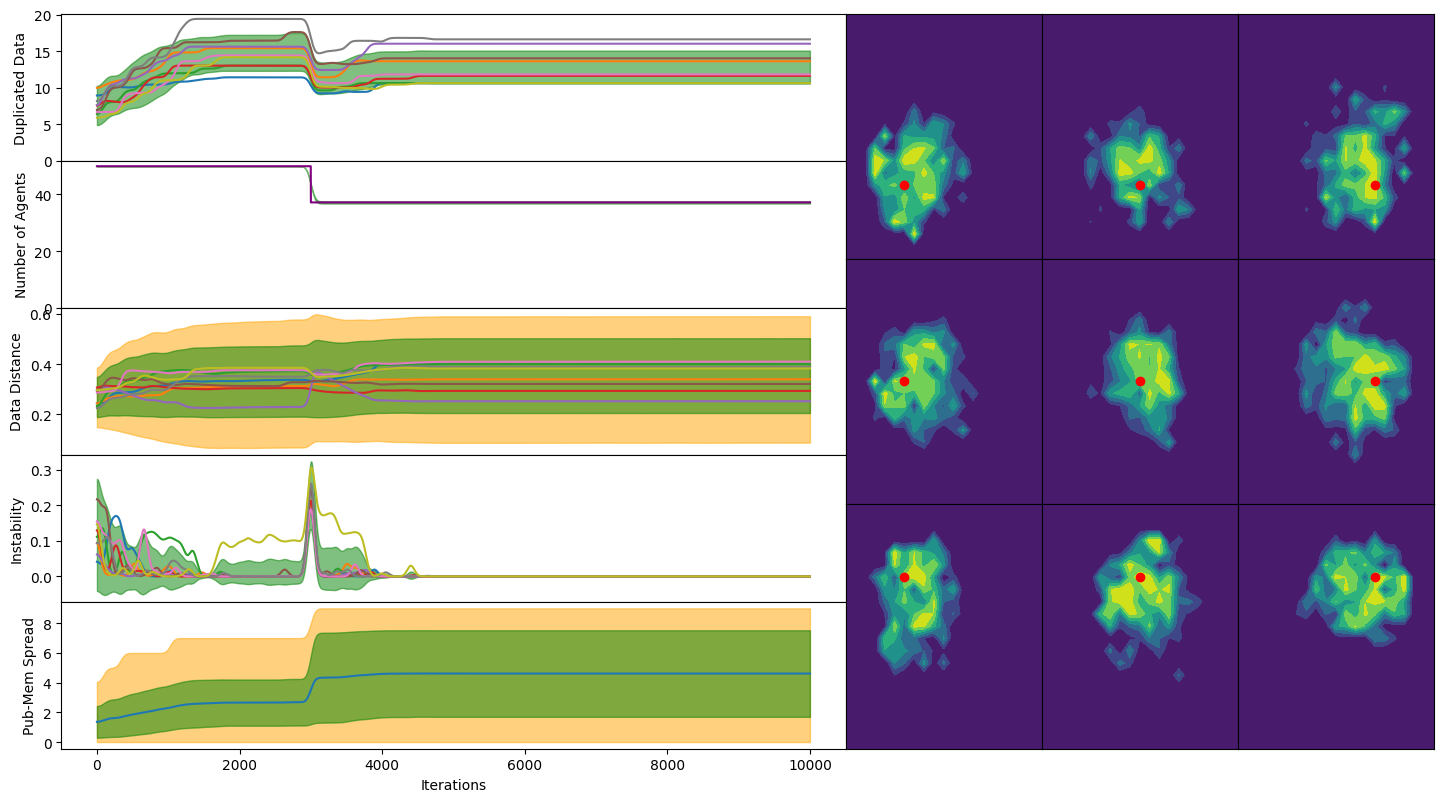 20
15
10
5
0
Duplicated Data
40
20
0
Number of Agents
0.6
0.4
0.2
Data Distance
0.3
0.2
0.1
0.0
Instability
8
6
4
2
0
Pub-Mem Spread
0 2000 4000 6000 8000 10000
Iterations